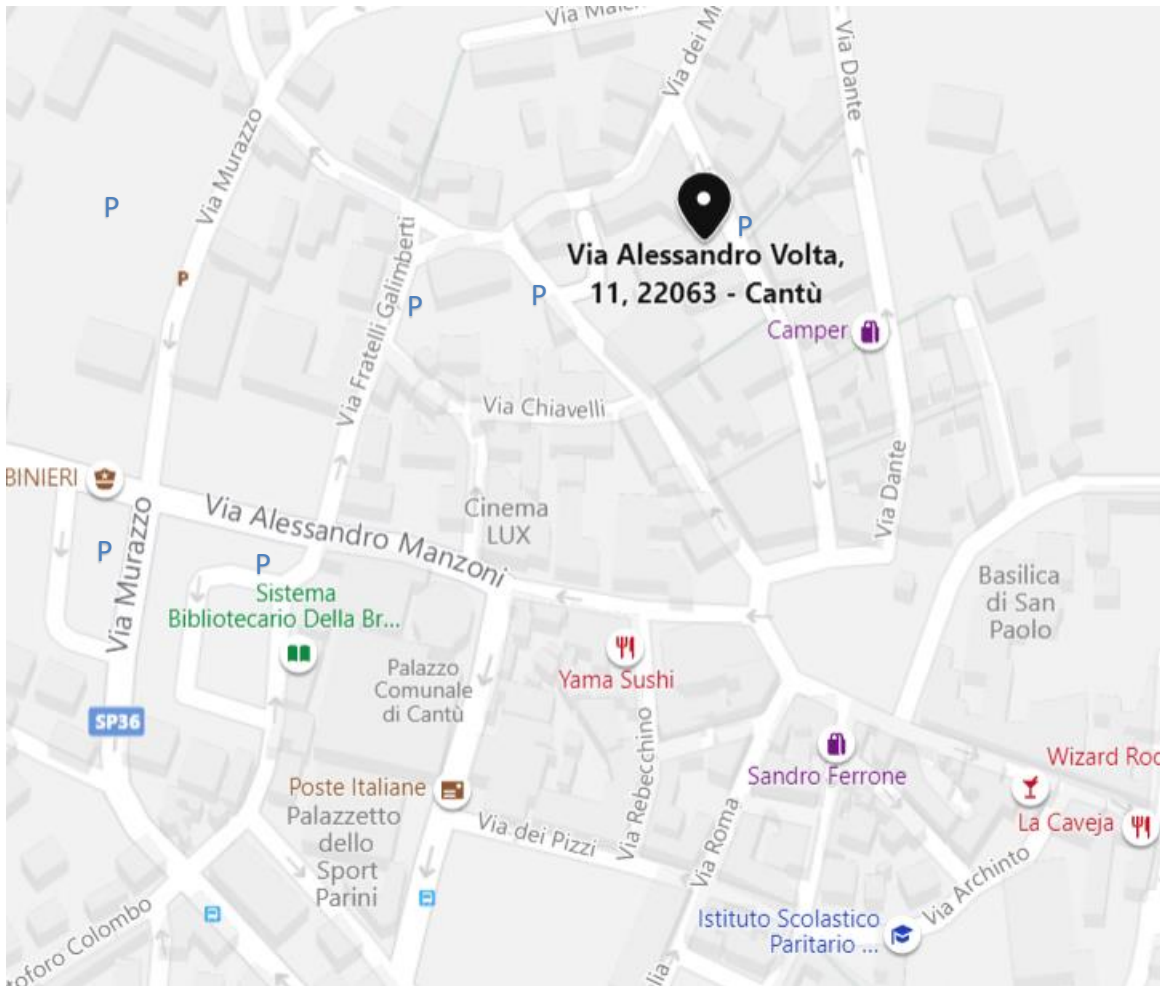 Via Maiet
Via dei Mi
Via Dante
Via Murazzo
P
P
P
Via Alessandro Volta,
11, 22063 - Cantù
P
P
Via Fratelli Galimberti
Camper
Via Chiavelli
BINIERI
Via Dante
Via Alessandro Manzoni
Cinema
LUX
P
P
Via Murazzo
Sistema
Bibliotecario Della Br...
Basilica
di San
Paolo
Palazzo
Comunale
di Cantù
Yama Sushi
SP36
Via Rebecchino
Sandro Ferrone
Wizard Roc
Poste Italiane
Palazzetto
dello
Sport
Parini
Via dei Pizzi
Via Roma
La Caveja
Via Archinto
Istituto Scolastico
Paritario ...
toforo Colombo
lia